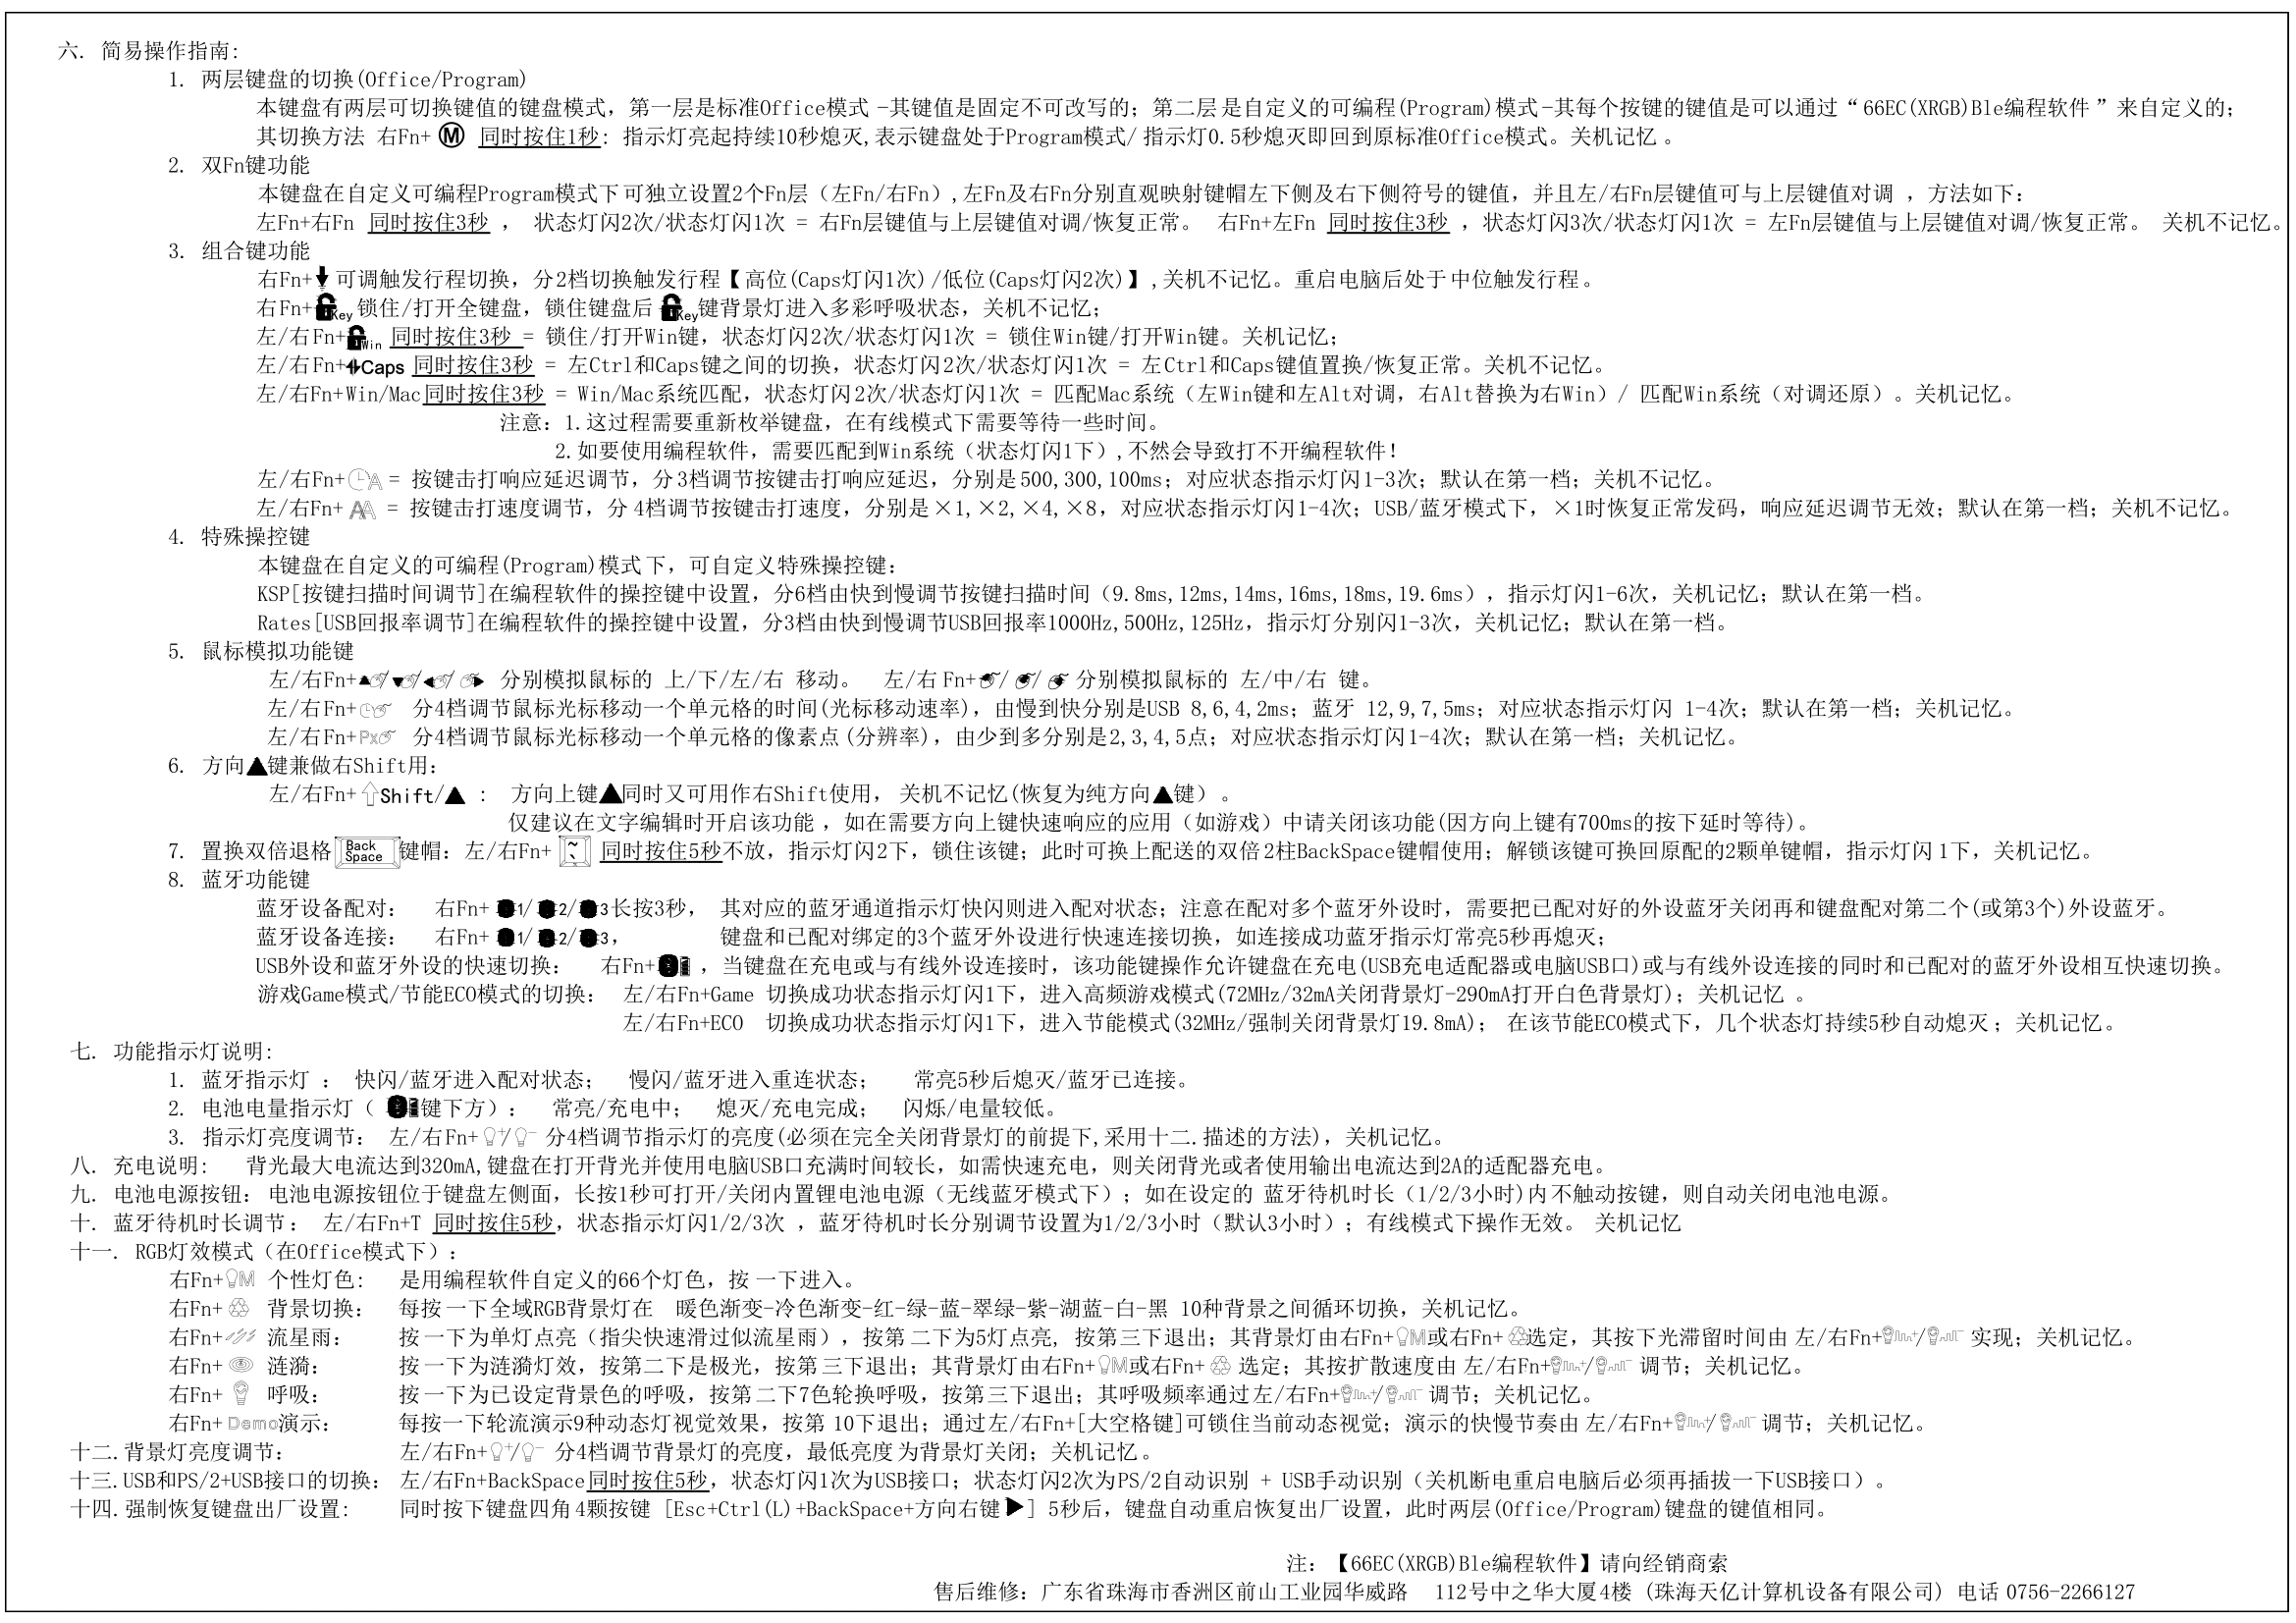 六. 简易操作指南:
1. 两层键盘的切换(Office/Program)
本键盘有两层可切换键值的键盘模式，第一层是标准Office模式 -其键值是固定不可改写的；第二层是自定义的可编程(Program)模式-其每个按键的键值是可以通过“66EC(XRGB)Ble编程软件”来自定义的；
其切换方法 右Fn+ Ⓜ 同时按住1秒: 指示灯亮起持续10秒熄灭,表示键盘处于Program模式/ 指示灯0.5秒熄灭即回到原标准Office模式。关机记忆。
2. 双Fn键功能
本键盘在自定义可编程Program模式下可独立设置2个Fn层（左Fn/右Fn）,左Fn及右Fn分别直观映射键帽左下侧及右下侧符号的键值，并且左/右Fn层键值可与上层键值对调 ，方法如下:
左Fn+右Fn 同时按住3秒 ， 状态灯闪2次/状态灯闪1次 = 右Fn层键值与上层键值对调/恢复正常。 右Fn+左Fn 同时按住3秒 ，状态灯闪3次/状态灯闪1次 = 左Fn层键值与上层键值对调/恢复正常。 关机不记忆。
3. 组合键功能
右Fn+⬇可调触发行程切换，分2档切换触发行程【高位(Caps灯闪1次)/低位(Caps灯闪2次)】,关机不记忆。重启电脑后处于中位触发行程。
右Fn+Key锁住/打开全键盘，锁住键盘后Key键背景灯进入多彩呼吸状态，关机不记忆;
左/右Fn+Win 同时按住3秒 = 锁住/打开Win键，状态灯闪2次/状态灯闪1次 = 锁住Win键/打开Win键。关机记忆;
左/右Fn+Caps 同时按住3秒 = 左Ctrl和Caps键之间的切换，状态灯闪2次/状态灯闪1次 = 左Ctrl和Caps键值置换/恢复正常。关机不记忆。
左/右Fn+Win/Mac同时按住3秒 = Win/Mac系统匹配，状态灯闪2次/状态灯闪1次 = 匹配Mac系统（左Win键和左Alt对调，右Alt替换为右Win）/ 匹配Win系统（对调还原）。关机记忆。
注意: 1.这过程需要重新枚举键盘，在有线模式下需要等待一些时间。
2.如要使用编程软件，需要匹配到Win系统（状态灯闪1下）,不然会导致打不开编程软件!
左/右Fn+A = 按键击打响应延迟调节，分3档调节按键击打响应延迟，分别是500,300,100ms；对应状态指示灯闪1-3次；默认在第一档；关机不记忆。
左/右Fn+AA = 按键击打速度调节，分4档调节按键击打速度，分别是×1,×2,×4,×8，对应状态指示灯闪1-4次；USB/蓝牙模式下，×1时恢复正常发码，响应延迟调节无效；默认在第一档；关机不记忆。
4. 特殊操控键
本键盘在自定义的可编程(Program)模式下，可自定义特殊操控键:
KSP[按键扫描时间调节]在编程软件的操控键中设置，分6档由快到慢调节按键扫描时间（9.8ms,12ms,14ms,16ms,18ms,19.6ms），指示灯闪1-6次，关机记忆；默认在第一档。
Rates[USB回报率调节]在编程软件的操控键中设置，分3档由快到慢调节USB回报率1000Hz,500Hz,125Hz，指示灯分别闪1-3次，关机记忆；默认在第一档。
5. 鼠标模拟功能键
左/右Fn+▲/▼/◀/▶ 分别模拟鼠标的 上/下/左/右 移动。 左/右Fn+ / / 分别模拟鼠标的 左/中/右 键。
左/右Fn+ 分4档调节鼠标光标移动一个单元格的时间(光标移动速率)，由慢到快分别是USB 8,6,4,2ms；蓝牙 12,9,7,5ms；对应状态指示灯闪 1-4次；默认在第一档；关机记忆。
左/右Fn+Px 分4档调节鼠标光标移动一个单元格的像素点(分辨率)，由少到多分别是2,3,4,5点；对应状态指示灯闪1-4次；默认在第一档；关机记忆。
6. 方向▲键兼做右Shift用:
左/右Fn+⇧Shift/▲ : 方向上键▲同时又可用作右Shift使用， 关机不记忆(恢复为纯方向▲键）。
仅建议在文字编辑时开启该功能，如在需要方向上键快速响应的应用（如游戏）中请关闭该功能(因方向上键有700ms的按下延时等待)。
7. 置换双倍退格Back Space键帽: 左/右Fn+ ~ 同时按住5秒不放，指示灯闪2下，锁住该键；此时可换上配送的双倍2柱BackSpace键帽使用；解锁该键可换回原配的2颗单键帽，指示灯闪1下，关机记忆。
8. 蓝牙功能键
蓝牙设备配对: 右Fn+ 1/2/3长按3秒， 其对应的蓝牙通道指示灯快闪则进入配对状态；注意在配对多个蓝牙外设时，需要把已配对好的外设蓝牙关闭再和键盘配对第二个(或第3个)外设蓝牙。
蓝牙设备连接: 右Fn+ 1/2/3， 键盘和已配对绑定的3个蓝牙外设进行快速连接切换，如连接成功蓝牙指示灯常亮5秒再熄灭;
USB外设和蓝牙外设的快速切换: 右Fn+ ，当键盘在充电或与有线外设连接时，该功能键操作允许键盘在充电(USB充电适配器或电脑USB口)或与有线外设连接的同时和已配对的蓝牙外设相互快速切换。
游戏Game模式/节能ECO模式的切换: 左/右Fn+Game 切换成功状态指示灯闪1下，进入高频游戏模式(72MHz/32mA关闭背景灯-290mA打开白色背景灯)；关机记忆。
左/右Fn+ECO 切换成功状态指示灯闪1下，进入节能模式(32MHz/强制关闭背景灯19.8mA)； 在该节能ECO模式下，几个状态灯持续5秒自动熄灭；关机记忆。
七. 功能指示灯说明:
1. 蓝牙指示灯 : 快闪/蓝牙进入配对状态; 慢闪/蓝牙进入重连状态; 常亮5秒后熄灭/蓝牙已连接。
2. 电池电量指示灯（ 键下方）: 常亮/充电中; 熄灭/充电完成; 闪烁/电量较低。
3. 指示灯亮度调节: 左/右Fn+ +/ − 分4档调节指示灯的亮度(必须在完全关闭背景灯的前提下,采用十二.描述的方法)，关机记忆。
八. 充电说明: 背光最大电流达到320mA,键盘在打开背光并使用电脑USB口充满时间较长，如需快速充电，则关闭背光或者使用输出电流达到2A的适配器充电。
九. 电池电源按钮: 电池电源按钮位于键盘左侧面，长按1秒可打开/关闭内置锂电池电源（无线蓝牙模式下）；如在设定的 蓝牙待机时长（1/2/3小时)内不触动按键，则自动关闭电池电源。
十. 蓝牙待机时长调节: 左/右Fn+T 同时按住5秒，状态指示灯闪1/2/3次 ，蓝牙待机时长分别调节设置为1/2/3小时（默认3小时）；有线模式下操作无效。 关机记忆
十一. RGB灯效模式（在Office模式下）:
右Fn+M 个性灯色: 是用编程软件自定义的66个灯色，按一下进入。
右Fn+ 背景切换: 每按一下全域RGB背景灯在 暖色渐变-冷色渐变-红-绿-蓝-翠绿-紫-湖蓝-白-黑 10种背景之间循环切换，关机记忆。
右Fn+ 流星雨: 按一下为单灯点亮（指尖快速滑过似流星雨），按第二下为5灯点亮, 按第三下退出；其背景灯由右Fn+M或右Fn+ 选定，其按下光滞留时间由 左/右Fn+ +/ − 实现；关机记忆。
右Fn+ 涟漪: 按一下为涟漪灯效，按第二下是极光，按第三下退出；其背景灯由右Fn+M或右Fn+ 选定；其按扩散速度由 左/右Fn+ +/ − 调节；关机记忆。
右Fn+ 呼吸: 按一下为已设定背景色的呼吸，按第二下7色轮换呼吸，按第三下退出；其呼吸频率通过左/右Fn+ +/ − 调节；关机记忆。
右Fn+Demo演示: 每按一下轮流演示9种动态灯视觉效果，按第10下退出；通过左/右Fn+[大空格键]可锁住当前动态视觉；演示的快慢节奏由 左/右Fn+ +/ − 调节；关机记忆。
十二.背景灯亮度调节: 左/右Fn+ +/ − 分4档调节背景灯的亮度，最低亮度为背景灯关闭；关机记忆。
十三.USB和PS/2+USB接口的切换: 左/右Fn+BackSpace同时按住5秒，状态灯闪1次为USB接口；状态灯闪2次为PS/2自动识别 + USB手动识别（关机断电重启电脑后必须再插拔一下USB接口）。
十四.强制恢复键盘出厂设置: 同时按下键盘四角4颗按键 [Esc+Ctrl(L)+BackSpace+方向右键▶] 5秒后，键盘自动重启恢复出厂设置，此时两层(Office/Program)键盘的键值相同。
注: 【66EC(XRGB)Ble编程软件】请向经销商索
售后维修: 广东省珠海市香洲区前山工业园华威路 112号中之华大厦4楼 (珠海天亿计算机设备有限公司) 电话 0756-2266127